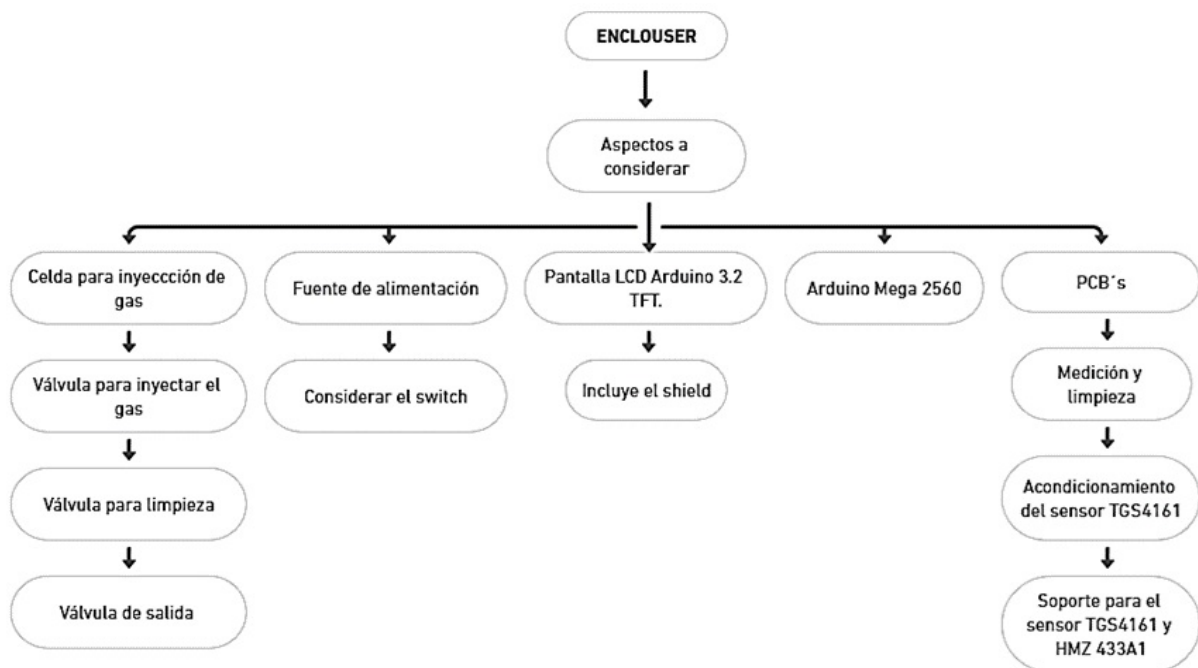 ENCLOUSER
Aspectos a
considerar
Celda para inyeccción de
gas
Fuente de alimentación
Pantalla LCD Arduino 3.2
TFT.
Arduino Mega 2560
PCB´s
Válvula para inyectar el
gas
Considerar el switch
Incluye el shield
Medición y
limpieza
Válvula para limpieza
Acondicionamiento
del sensor TGS4161
Válvula de salida
Soporte para el
sensor TGS4161 y
HMZ 433A1